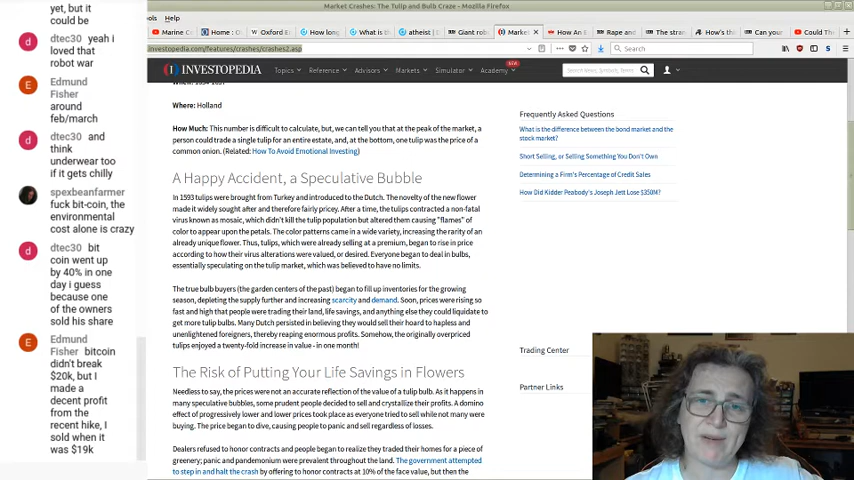 yet, but it
could be
d dtec30 yeah i
loved that
robot war
E Edmund
Fisher
around
feb/march
d dtec30 and
think
underwear too
if it gets chilly
spexbeanfarmer
fuck bit-coin, the
environmental
cost alone is crazy
d dtec30 bit
coin went up
by 40% in one
day i guess
because one
of the owners
sold his share
E Edmund
Fisher bitcoin
didn't break
$20k, but I
made a
decent profit
from the
recent hike, I
sold when it
was $19k
Market Crashes: The Tulip and Bulb Craze - Mozilla Firefox
ols Help
Marine C
Home : O
Oxford E
How long
What is th
atheist |
Giant robo
Market
How An E
Rape and
The stran
Can your
Could The
investopedia.com/features/crashes/crashes2.asp
Search
INVESTOPEDIA Topics Reference Advisors Markets Simulator Academy NEW
Where: Holland
How Much: This number is difficult to calculate, but, we can tell you that at the peak of the market, a
person could trade a single tulip for an entire estate, and, at the bottom, one tulip was the price of a
common onion. (Related: How To Avoid Emotional Investing)
A Happy Accident, a Speculative Bubble
In 1593 tulips were brought from Turkey and introduced to the Dutch. The novelty of the new flower
made it widely sought after and therefore fairly pricey. After a time, the tulips contracted a non-fatal
virus known as mosaic, which didn't kill the tulip population but altered them causing "flames" of
color to appear upon the petals. The color patterns came in a wide variety, increasing the rarity of an
already unique flower. Thus, tulips, which were already selling at a premium, began to rise in price
according to how their virus alterations were valued, or desired. Everyone began to deal in bulbs,
essentially speculating on the tulip market, which was believed to have no limits.
The true bulb buyers (the garden centers of the past) began to fill up inventories for the growing
season, depleting the supply further and increasing scarcity and demand. Soon, prices were rising so
fast and high that people were trading their land, life savings, and anything else they could liquidate to
get more tulip bulbs. Many Dutch persisted in believing they would sell their hoard to hapless and
unenlightened foreigners, thereby reaping enormous profits. Somehow, the originally overpriced
tulips enjoyed a twenty-fold increase in value - in one month!
The Risk of Putting Your Life Savings in Flowers
Needless to say, the prices were not an accurate reflection of the value of a tulip bulb. As it happens in
many speculative bubbles, some prudent people decided to sell and crystallize their profits. A domino
effect of progressively lower and lower prices took place as everyone tried to sell while not many were
buying. The price began to dive, causing people to panic and sell regardless of losses.
Dealers refused to honor contracts and people began to realize they traded their homes for a piece of
greenery; panic and pandemonium were prevalent throughout the land. The government attempted
to step in and halt the crash by offering to honor contracts at 10% of the face value, but then the
Frequently Asked Questions
What is the difference between the bond market and the
stock market?
Short Selling, or Selling Something You Don't Own
Determining a Firm's Percentage of Credit Sales
How Did Kidder Peabody's Joseph Jett Lose $350M?
Trading Center
Partner Links